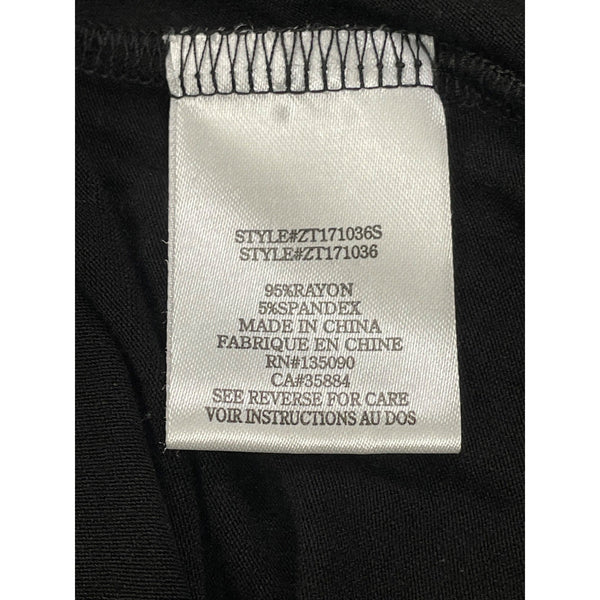 STYLE#ZT171036S
STYLE#ZT171036
95%RAYON
5%SPANDEX
MADE IN CHINA
FABRIQUE EN CHINE
RN#135090
CA#35884
SEE REVERSE FOR CARE
VOIR INSTRUCTIONS AU DOS